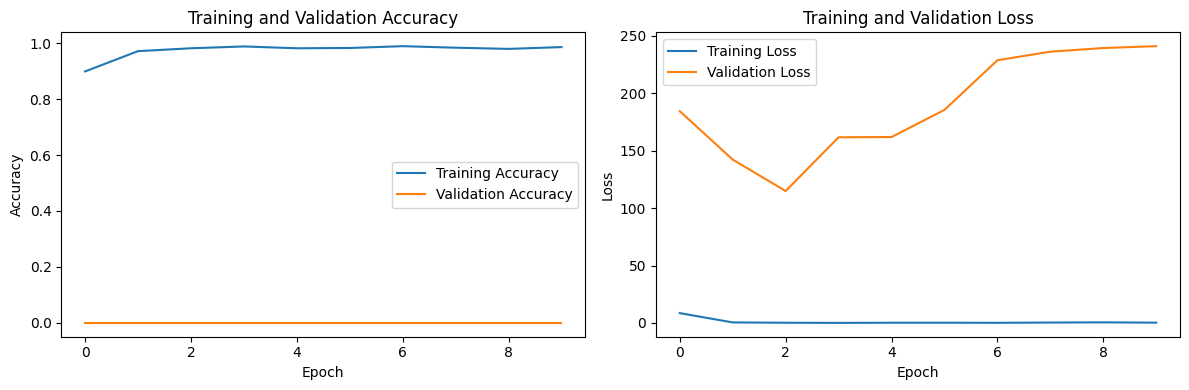 Training and Validation Accuracy
1.0
0.8
0.6
0.4
0.2
0.0
Accuracy
Training Accuracy
Validation Accuracy
0 2 4 6 8
Epoch
Training and Validation Loss
250
200
150
100
50
0
Loss
Training Loss
Validation Loss
0 2 4 6 8
Epoch